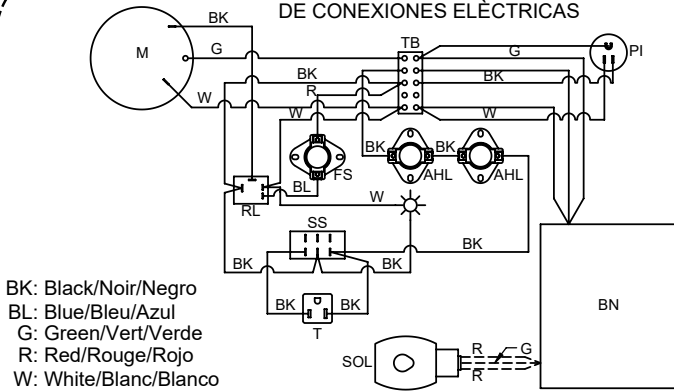 DE CONEXIONES ELÈCTRICAS
BK
TB
M
G
G
PI
BK
BK
R
W
W
W
BK
BK
FS
AHL
AHL
BL
W
RL
SS
BK
BK
BK
BK
BK
T
BN
BK: Black/Noir/Negro
BL: Blue/Bleu/Azul
G: Green/Vert/Verde
R: Red/Rouge/Rojo
W: White/Blanc/Blanco
SOL
R
G
R